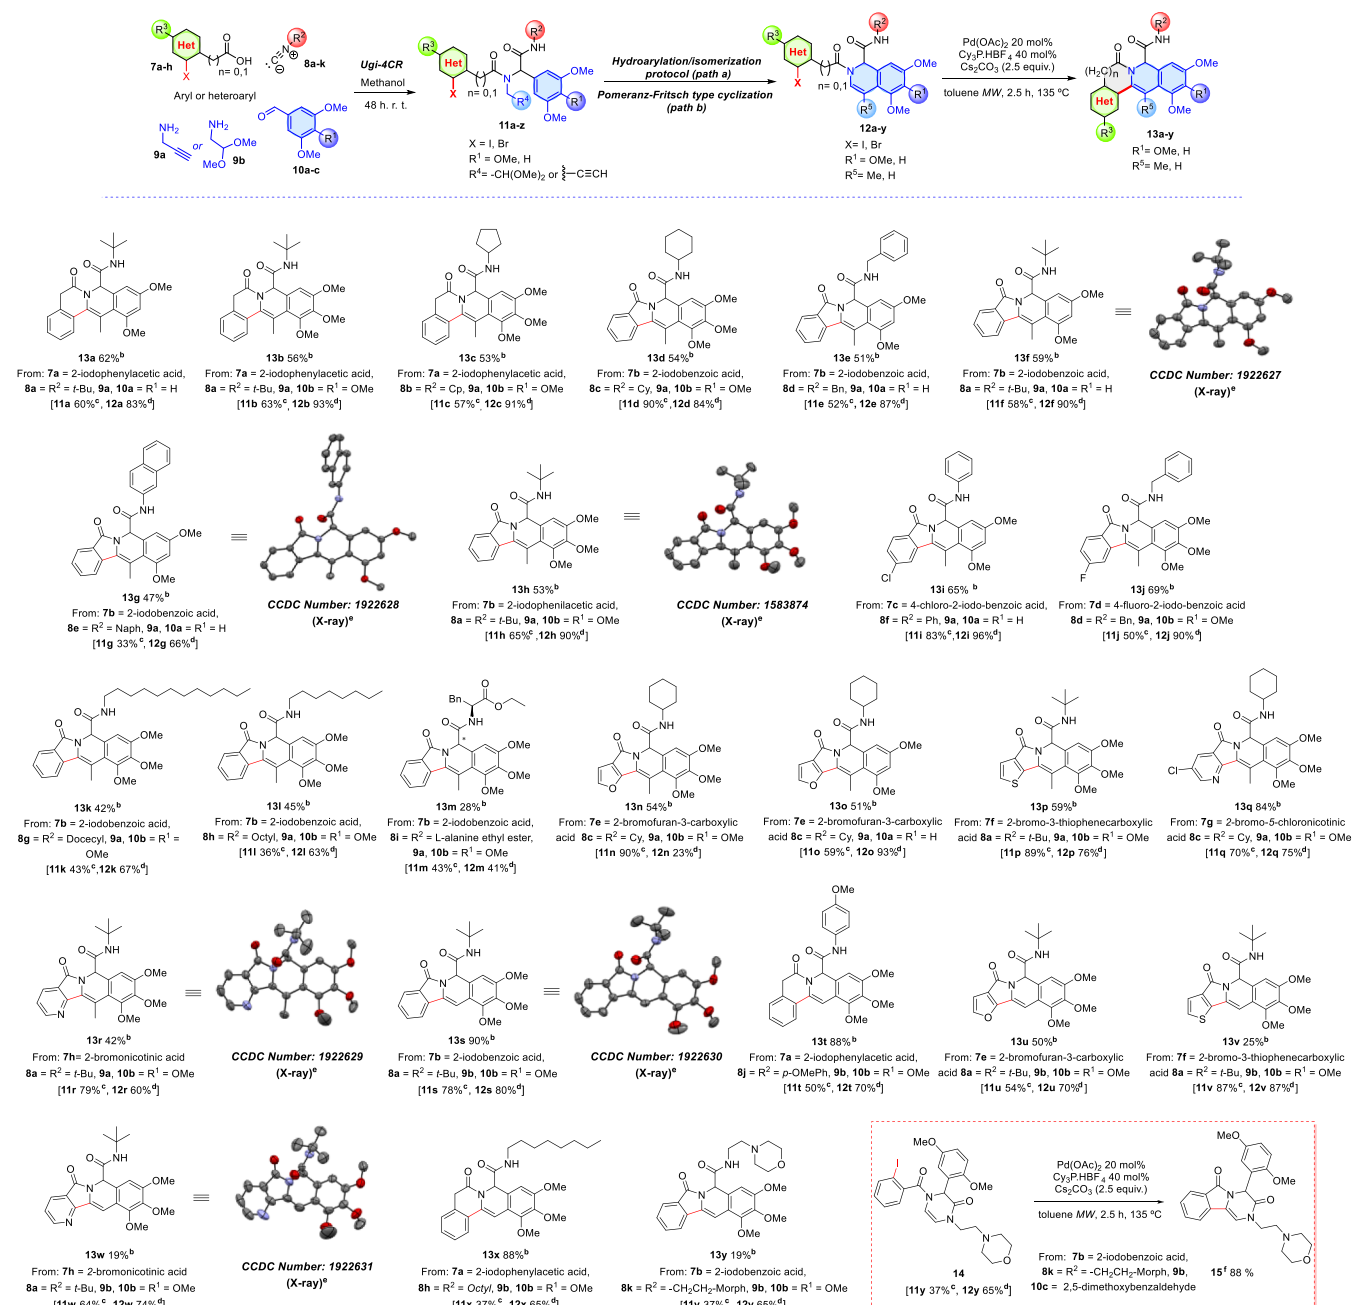 R3
Het
7a-h
X
O
OH
n= 0,1
8a-k
Aryl or heteroaryl
NH2
9a
or
NH2
OMe
MeO 9b
OMe
R1
OMe
10a-c
Ugi-4CR
Methanol
48 h. r. t.
11a-z
X = I, Br
R1 = OMe, H
R4= -CH(OMe)2 or -C≡CH
Hydroarylation/isomerization
protocol (path a)
Pomeranz-Fritsch type cyclization
(path b)
12a-y
X= I, Br
R1 = OMe, H
R5= Me, H
Pd(OAc)2 20 mol%
Cy3P.HBF4 40 mol%
Cs2CO3 (2.5 equiv.)
toluene MW, 2.5 h, 135 ºC
13a-y
R1= OMe, H
R5= Me, H
13a 62%b
From: 7a = 2-iodophenylacetic acid,
8a = R2 = t-Bu, 9a, 10a = R1 = H
[11a 60%c, 12a 83%d]
13b 56%b
From: 7a = 2-iodophenylacetic acid,
8a = R2 = t-Bu, 9a, 10b = R1 = OMe
[11b 63%c, 12b 93%d]
13c 53%b
From: 7a = 2-iodophenylacetic acid,
8b = R2 = Cp, 9a, 10b = R1 = OMe
[11c 57%c, 12c 91%d]
13d 54%b
From: 7b = 2-iodobenzoic acid,
8c = R2 = Cy, 9a, 10b = R1 = OMe
[11d 90%c, 12d 84%d]
13e 51%b
From: 7b = 2-iodobenzoic acid,
8d = R2 = Bn, 9a, 10a = R1 = H
[11e 52%c, 12e 87%d]
13f 59%b
From: 7b = 2-iodobenzoic acid,
8a = R2 = t-Bu, 9a, 10a = R1 = H
[11f 58%c, 12f 90%d]
CCDC Number: 1922627
(X-ray)e
13g 47%b
From: 7b = 2-iodobenzoic acid,
8e = R2 = Naph, 9a, 10a = R1 = H
[11g 33%c, 12g 66%d]
CCDC Number: 1922628
(X-ray)e
13h 53%b
From: 7b = 2-iodophenilacetic acid,
8a = R2 = t-Bu, 9a, 10b = R1 = OMe
[11h 65%c, 12h 90%d]
CCDC Number: 1583874
(X-ray)e
13i 65% b
From: 7c = 4-chloro-2-iodo-benzoic acid,
8f = R2 = Ph, 9a, 10a = R1 = H
[11i 83%c, 12i 96%d]
13j 69%b
From: 7d = 4-fluoro-2-iodo-benzoic acid
8d = R2 = Bn, 9a, 10b = R1 = OMe
[11j 50%c, 12j 90%d]
13k 42%b
From: 7b = 2-iodobenzoic acid,
8g = R2 = Docecyl, 9a, 10b = R1 =
OMe
[11k 43%c,12k 67%d]
13l 45%b
From: 7b = 2-iodobenzoic acid,
8h = R2 = Octyl, 9a, 10b = R1 = OMe
[11l 36%c, 12l 63%d]
13m 28%b
From: 7b = 2-iodobenzoic acid,
8i = R2 = L-alanine ethyl ester,
9a, 10b = R1 = OMe
[11m 43%c, 12m 41%d]
13n 54%b
From: 7e = 2-bromofuran-3-carboxylic
acid 8c = R2 = Cy, 9a, 10b = R1 = OMe
[11n 90%c, 12n 23%d]
13o 51%b
From: 7e = 2-bromofuran-3-carboxylic
acid 8c = R2 = Cy, 9a, 10a = R1 = H
[11o 59%c, 12o 93%d]
13p 59%b
From: 7f = 2-bromo-3-thiophenecarboxylic
acid 8a = R2 = t-Bu, 9a, 10b = R1 = OMe
[11p 89%c, 12p 76%d]
13q 84%b
From: 7g = 2-bromo-5-chloronicotinic
acid 8c = R2 = Cy, 9a, 10b = R1 = OMe
[11q 70%c, 12q 75%d]
13r 42%b
From: 7h= 2-bromonicotinic acid
8a = R2 = t-Bu, 9a, 10b = R1 = OMe
[11r 79%c, 12r 60%d]
CCDC Number: 1922629
(X-ray)e
13s 90%b
From: 7b = 2-iodobenzoic acid,
8a = R2 = t-Bu, 9b, 10b = R1 = OMe
[11s 78%c, 12s 80%d]
CCDC Number: 1922630
(X-ray)e
13t 88%b
From: 7a = 2-iodophenylacetic acid,
8j = R2 = p-OMePh, 9b, 10b = R1 = OMe
[11t 50%c, 12t 70%d]
13u 50%b
From: 7e = 2-bromofuran-3-carboxylic
acid 8a = R2 = t-Bu, 9b, 10b = R1 = OMe
[11u 54%c, 12u 70%d]
13v 25%b
From: 7f = 2-bromo-3-thiophenecarboxylic
acid 8a = R2 = t-Bu, 9b, 10b = R1 = OMe
[11v 87%c, 12v 87%d]
13w 19%b
From: 7h = 2-bromonicotinic acid
8a = R2 = t-Bu, 9b, 10b = R1 = OMe
[11w 64%c, 12w 74%d]
CCDC Number: 1922631
(X-ray)e
13x 88%b
From: 7a = 2-iodophenylacetic acid,
8h = R2 = Octyl, 9b, 10b = R1 = OMe
[11x 37%c, 12x 65%d]
13y 19%b
From: 7b = 2-iodobenzoic acid,
8k = R2 = -CH2CH2-Morph, 9b, 10b = R1 = OMe
[11y 37%c, 12y 65%d]
14
[11y 37%c, 12y 65%d]
Pd(OAc)2 20 mol%
Cy3P.HBF4 40 mol%
Cs2CO3 (2.5 equiv.)
toluene MW, 2.5 h, 135 ºC
From: 7b = 2-iodobenzoic acid,
8k = R2 = -CH2CH2-Morph, 9b,
10c = 2,5-dimethoxybenzaldehyde
15f 88 %